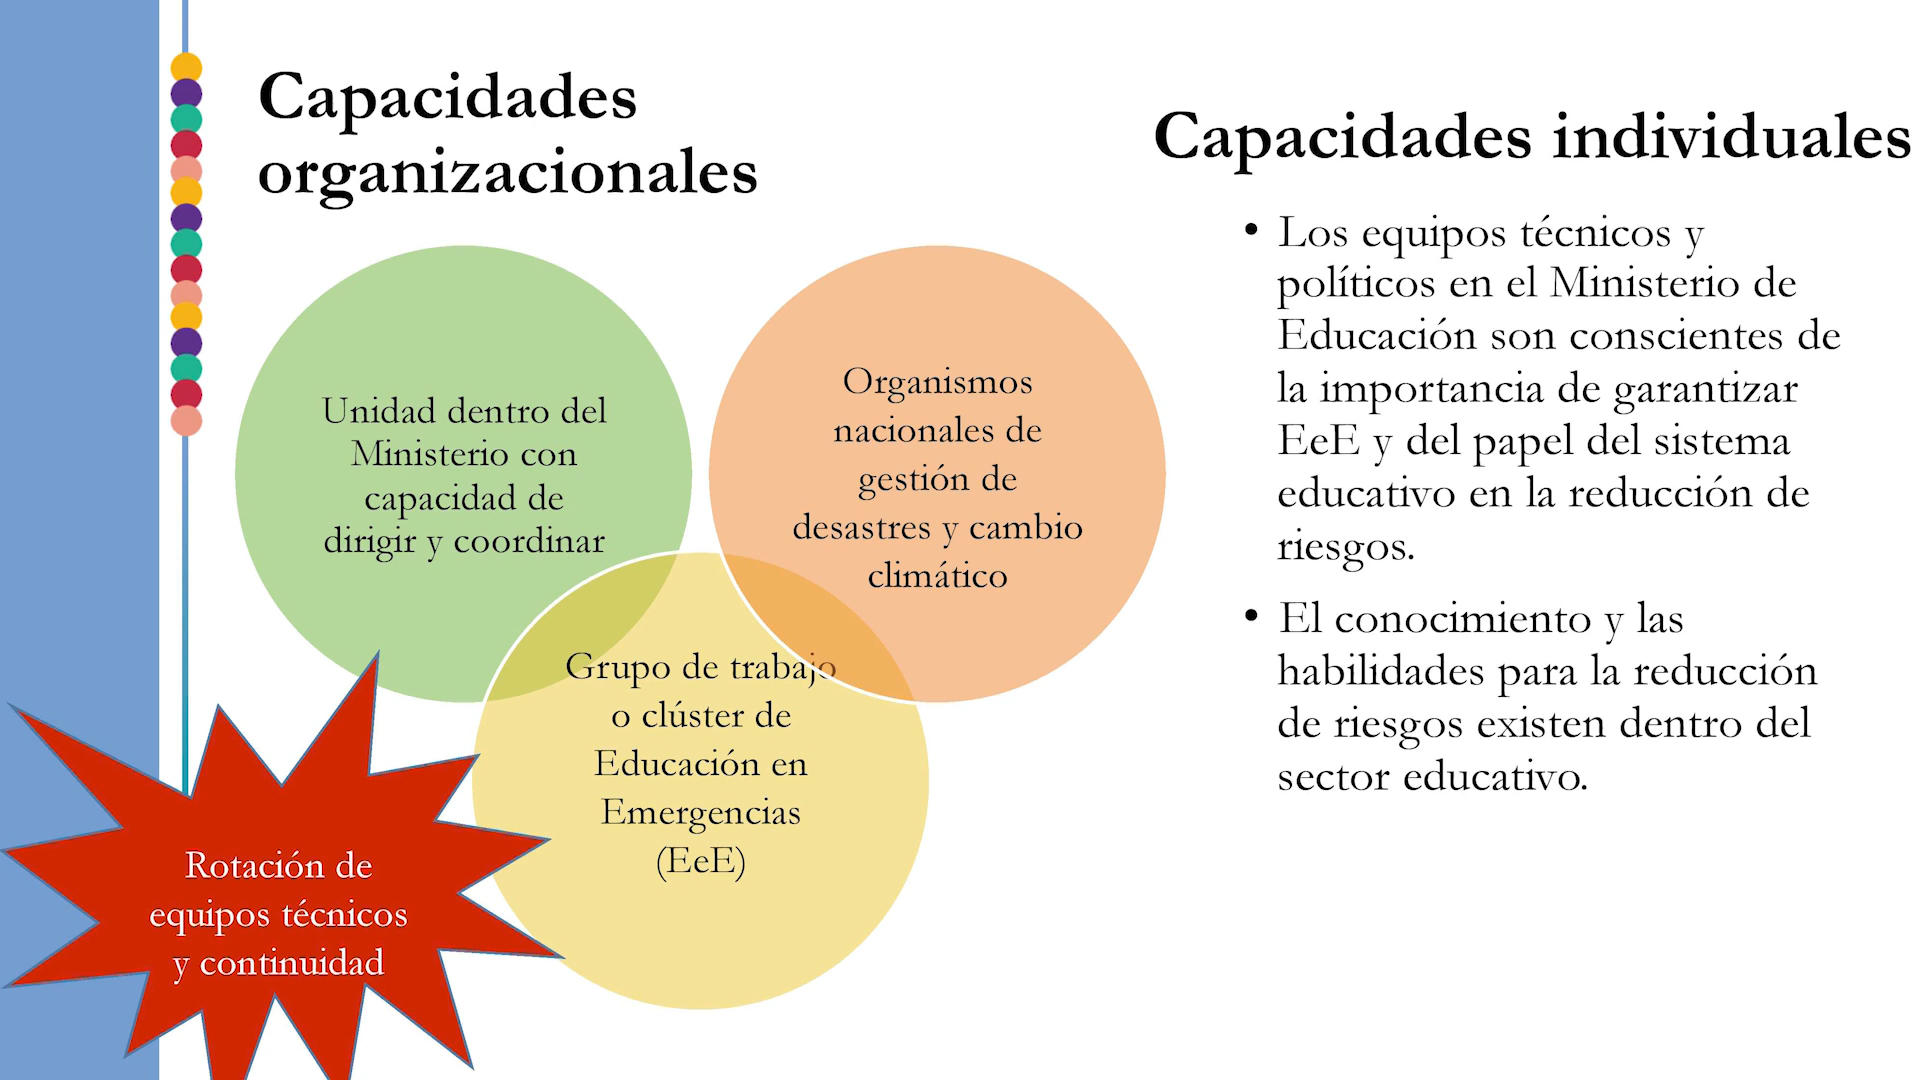 Capacidades
organizacionales
Unidad dentro del
Ministerio con
capacidad de
dirigir y coordinar
Organismos
nacionales de
gestión de
desastres y cambio
climático
Grupo de trabajo
o clúster de
Educación en
Emergencias
(EeE)
Rotación de
equipos técnicos
y continuidad
Capacidades individuales
• Los equipos técnicos y
políticos en el Ministerio de
Educación son conscientes de
la importancia de garantizar
EeE y del papel del sistema
educativo en la reducción de
riesgos.
• El conocimiento y las
habilidades para la reducción
de riesgos existen dentro del
sector educativo.